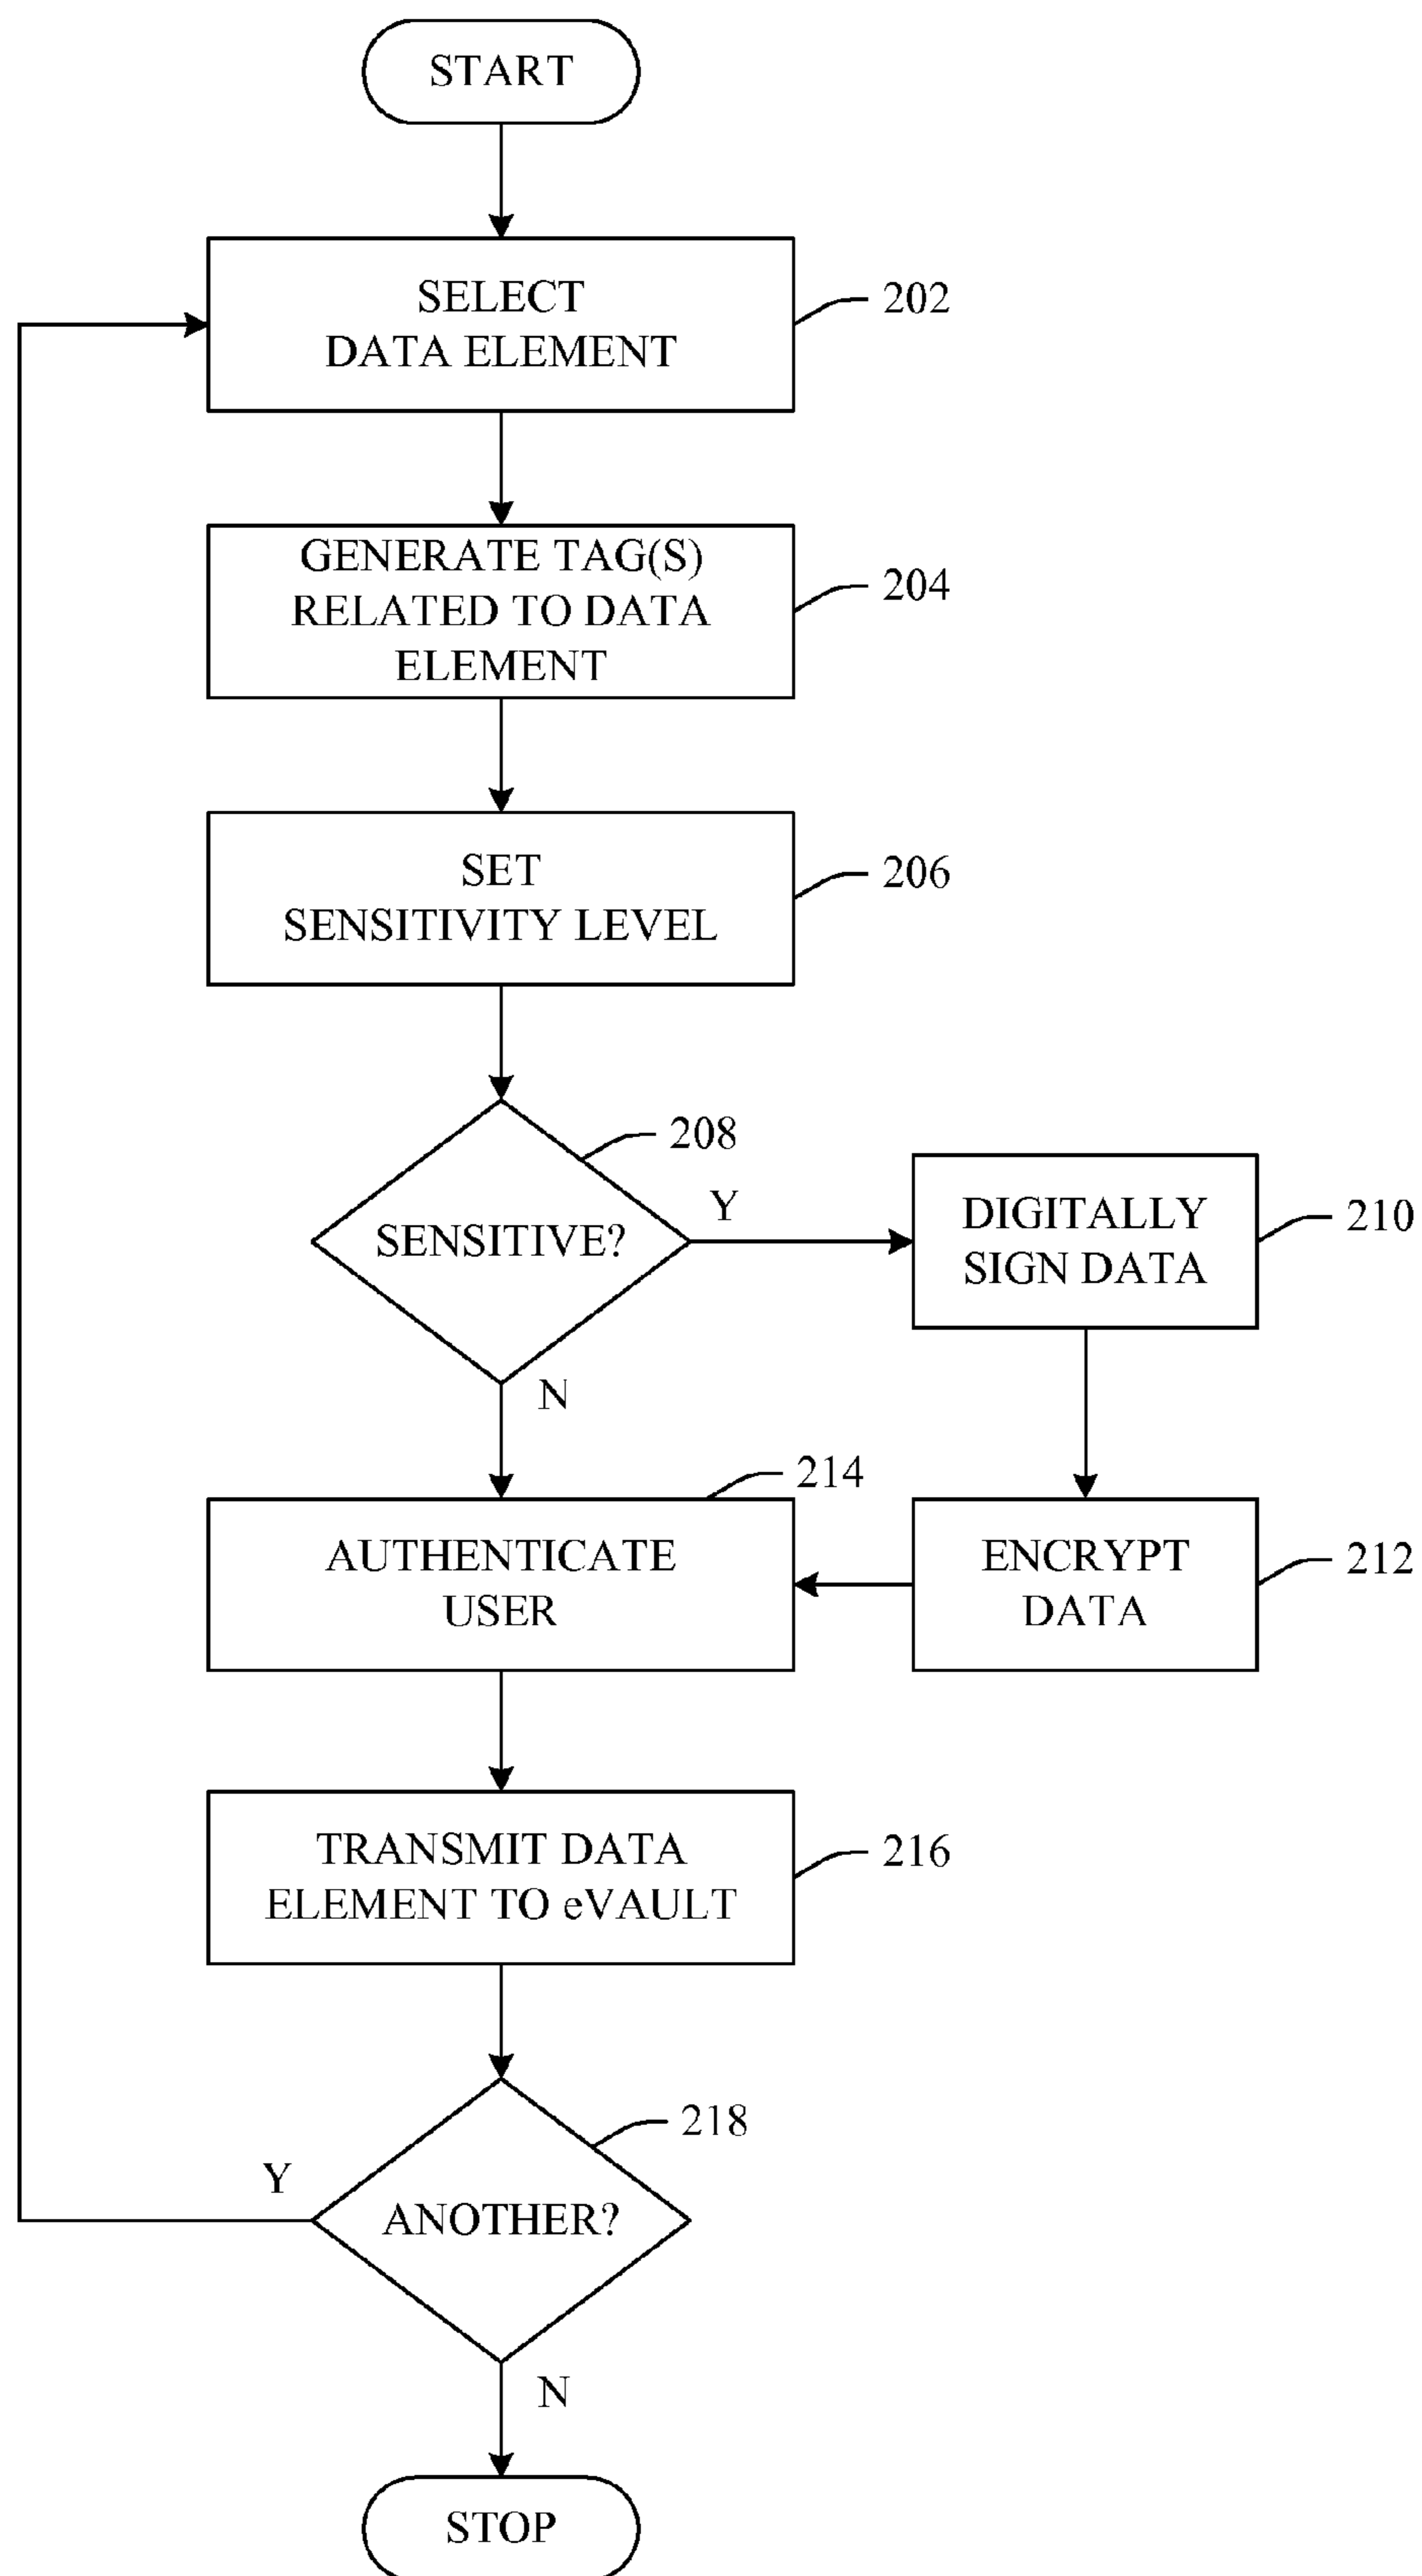 START
SELECT
DATA ELEMENT
202
GENERATE TAG(S)
RELATED TO DATA
ELEMENT
204
SET
SENSITIVITY LEVEL
206
208
SENSITIVE?
Y
N
DIGITALLY
SIGN DATA
210
ENCRYPT
DATA
212
214
AUTHENTICATE
USER
TRANSMIT DATA
ELEMENT TO eVAULT
216
218
ANOTHER?
Y
N
STOP